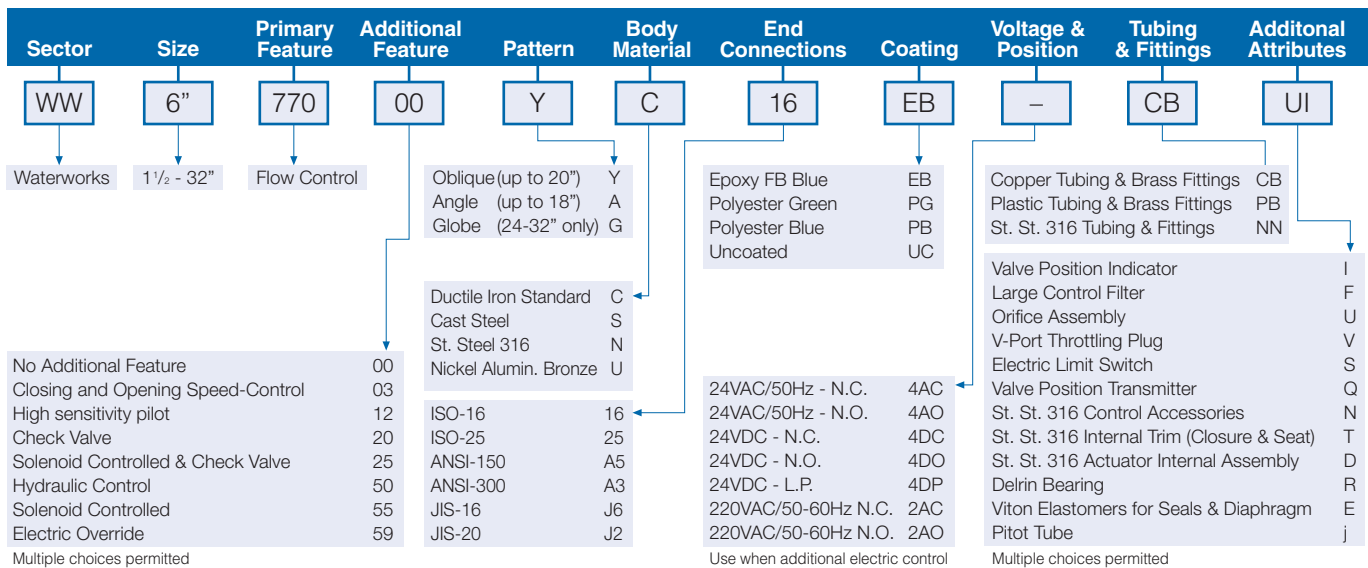 Sector Size Primary Feature Additional Feature Pattern Body Material End Connections Coating Voltage & Position Tubing & Fittings Additonal Attributes
WW 6” 770 00 Y C 16 EB – CB UI
Waterworks
1 1/2 - 32”
Flow Control
Oblique (up to 20”) Y
Angle (up to 18”) A
Globe (24-32” only) G
Epoxy FB Blue EB
Polyester Green PG
Polyester Blue PB
Uncoated UC
Copper Tubing & Brass Fittings CB
Plastic Tubing & Brass Fittings PB
St. St. 316 Tubing & Fittings NN
Ductile Iron Standard C
Cast Steel S
St. Steel 316 N
Nickel Alumin. Bronze U
No Additional Feature 00
Closing and Opening Speed-Control 03
High sensitivity pilot 12
Check Valve 20
Solenoid Controlled & Check Valve 25
Hydraulic Control 50
Solenoid Controlled 55
Electric Override 59
Multiple choices permitted
ISO-16 16
ISO-25 25
ANSI-150 A5
ANSI-300 A3
JIS-16 J6
JIS-20 J2
24VAC/50Hz - N.C. 4AC
24VAC/50Hz - N.O. 4AO
24VDC - N.C. 4DC
24VDC - N.O. 4DO
24VDC - L.P. 4DP
220VAC/50-60Hz N.C. 2AC
220VAC/50-60Hz N.O. 2AO
Use when additional electric control
Valve Position Indicator I
Large Control Filter F
Orifice Assembly U
V-Port Throttling Plug V
Electric Limit Switch S
Valve Position Transmitter Q
St. St. 316 Control Accessories N
St. St. 316 Internal Trim (Closure & Seat) T
St. St. 316 Actuator Internal Assembly D
Delrin Bearing R
Viton Elastomers for Seals & Diaphragm E
Pitot Tube j
Multiple choices permitted